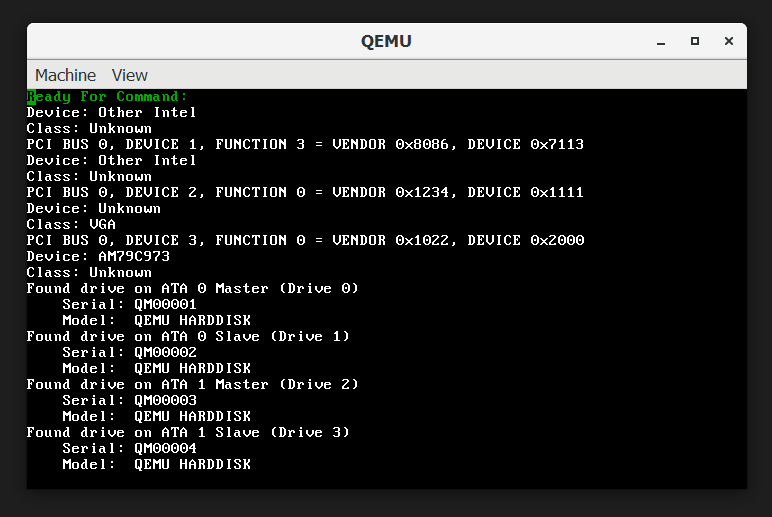 QEMU
Machine View
Ready For Command:
Device: Other Intel
Class: Unknown
PCI BUS 0, DEVICE 1, FUNCTION 3 = VENDOR 0x8086, DEVICE 0x7113
Device: Other Intel
Class: Unknown
PCI BUS 0, DEVICE 2, FUNCTION 0 = VENDOR 0x1234, DEVICE 0x1111
Device: Unknown
Class: VGA
PCI BUS 0, DEVICE 3, FUNCTION 0 = VENDOR 0x1022, DEVICE 0x2000
Device: AM79C973
Class: Unknown
Found drive on ATA 0 Master (Drive 0)
    Serial: QM00001
    Model:  QEMU HARDDISK
Found drive on ATA 0 Slave (Drive 1)
    Serial: QM00002
    Model:  QEMU HARDDISK
Found drive on ATA 1 Master (Drive 2)
    Serial: QM00003
    Model:  QEMU HARDDISK
Found drive on ATA 1 Slave (Drive 3)
    Serial: QM00004
    Model:  QEMU HARDDISK